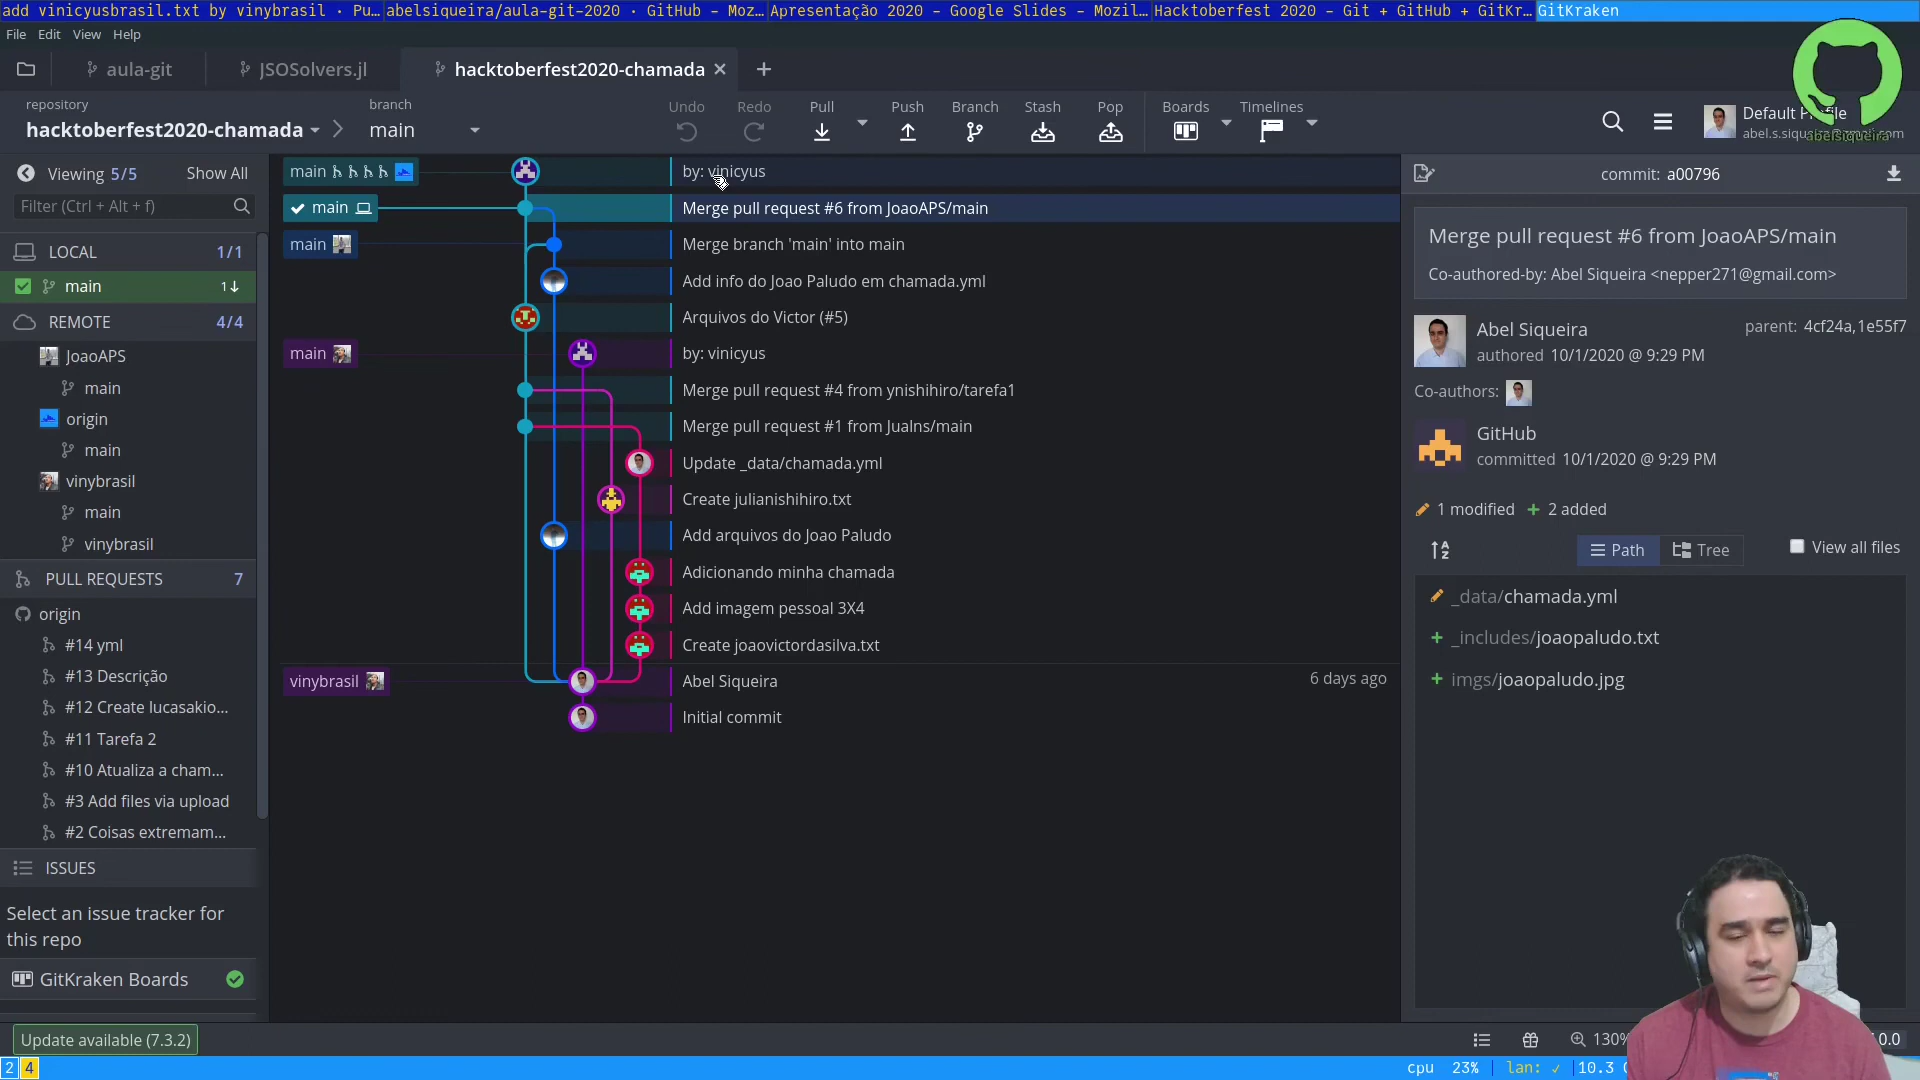 add vinicyusbrasil.txt by vinybrasil · Pu… abelsiqueira/aula-git-2020 · GitHub – Moz… Apresentação 2020 – Google Slides – Mozil… Hacktoberfest 2020 – Git + GitHub + GitKr… GitKraken
File Edit View Help
aula-git JSOSolvers.jl hacktoberfest2020-chamada
repository branch Undo Redo Pull Push Branch Stash Pop Boards Timelines
hacktoberfest2020-chamada main
Default
abelsiqueira
Viewing 5/5 Show All
Filter (Ctrl + Alt + f)
LOCAL 1/1
main 1↓
REMOTE 4/4
JoaoAPS
main
origin
main
vinybrasil
main
vinybrasil
PULL REQUESTS 7
origin
#14 yml
#13 Descrição
#12 Create lucasakio...
#11 Tarefa 2
#10 Atualiza a cham...
#3 Add files via upload
#2 Coisas extremam...
ISSUES
Select an issue tracker for
this repo
GitKraken Boards
Update available (7.3.2)
main by: vinicyus
main Merge pull request #6 from JoaoAPS/main
main Merge branch 'main' into main
Add info do Joao Paludo em chamada.yml
Arquivos do Victor (#5)
main by: vinicyus
Merge pull request #4 from ynishihiro/tarefa1
Merge pull request #1 from Jualns/main
Update _data/chamada.yml
Create julianishihiro.txt
Add arquivos do Joao Paludo
Adicionando minha chamada
Add imagem pessoal 3X4
Create joaovictordasilva.txt
vinybrasil Abel Siqueira 6 days ago
Initial commit
commit: a00796
Merge pull request #6 from JoaoAPS/main
Co-authored-by: Abel Siqueira <nepper271@gmail.com>
Abel Siqueira parent: 4cf24a,1e55f7
authored 10/1/2020 @ 9:29 PM
Co-authors:
GitHub
committed 10/1/2020 @ 9:29 PM
1 modified + 2 added
Path Tree View all files
_data/chamada.yml
+ _includes/joaopaludo.txt
+ imgs/joaopaludo.jpg
130%
2 4 cpu 23% lan: ✓ 10.3